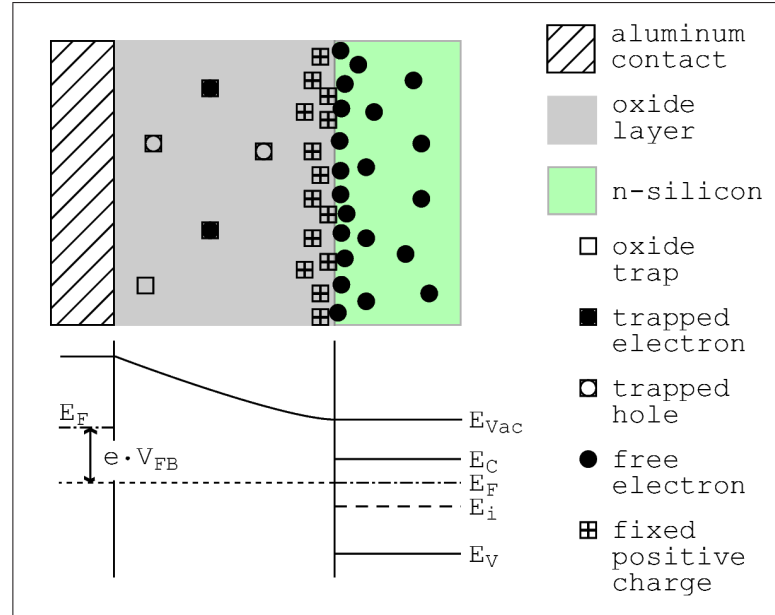 aluminum
contact
oxide
layer
n-silicon
oxide
trap
trapped
electron
trapped
hole
free
electron
fixed
positive
charge
E_F
e·V_FB
E_Vac
E_C
E_F
E_i
E_V